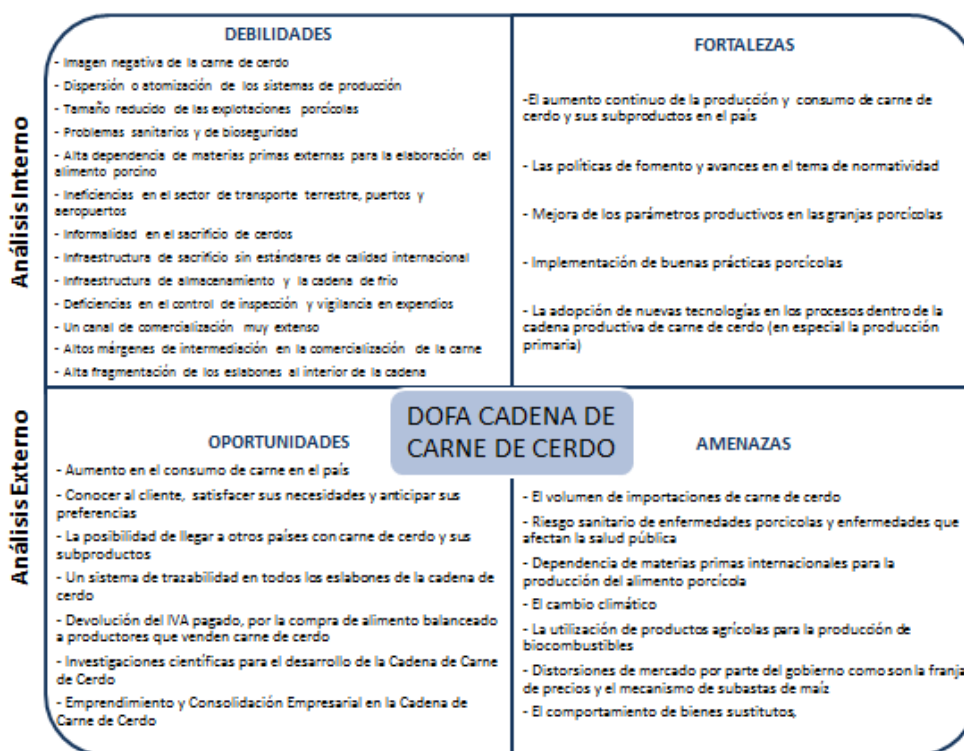 Análisis Interno
DEBILIDADES
- Imagen negativa de la carne de cerdo
- Dispersión o atomización de los sistemas de producción
- Tamaño reducido de las explotaciones porcícolas
- Problemas sanitarios y de bioseguridad
- Alta dependencia de materias primas externas para la elaboración del
alimento porcino
- Ineficiencias en el sector de transporte terrestre, puertos y
aeropuertos
- Informalidad en el sacrificio de cerdos
- Infraestructura de sacrificio sin estándares de calidad internacional
- Infraestructura de almacenamiento y la cadena de frio
- Deficiencias en el control de inspección y vigilancia en expendios
- Un canal de comercialización muy extenso
- Altos márgenes de intermediación en la comercialización de la carne
- Alta fragmentación de los eslabones al interior de la cadena
FORTALEZAS
-El aumento continuo de la producción y consumo de carne de
cerdo y sus subproductos en el país
- Las políticas de fomento y avances en el tema de normatividad
- Mejora de los parámetros productivos en las granjas porcícolas
- Implementación de buenas prácticas porcícolas
- La adopción de nuevas tecnologías en los procesos dentro de la
cadena productiva de carne de cerdo (en especial la producción
primaria)
DOFA CADENA DE
CARNE DE CERDO
Análisis Externo
OPORTUNIDADES
- Aumento en el consumo de carne en el país
- Conocer al cliente, satisfacer sus necesidades y anticipar sus
preferencias
- La posibilidad de llegar a otros países con carne de cerdo y sus
subproductos
- Un sistema de trazabilidad en todos los eslabones de la cadena de
cerdo
- Devolución del IVA pagado, por la compra de alimento balanceado
a productores que venden carne de cerdo
- Investigaciones científicas para el desarrollo de la Cadena de Carne
de Cerdo
- Emprendimiento y Consolidación Empresarial en la Cadena de
Carne de Cerdo
AMENAZAS
- El volumen de importaciones de carne de cerdo
- Riesgo sanitario de enfermedades porcicolas y enfermedades que
afectan la salud pública
- Dependencia de materias primas internacionales para la
producción del alimento porcícola
- El cambio climático
- La utilización de productos agrícolas para la producción de
biocombustibles
- Distorsiones de mercado por parte del gobierno como son la franja
de precios y el mecanismo de subastas de maíz
- El comportamiento de bienes sustitutos,